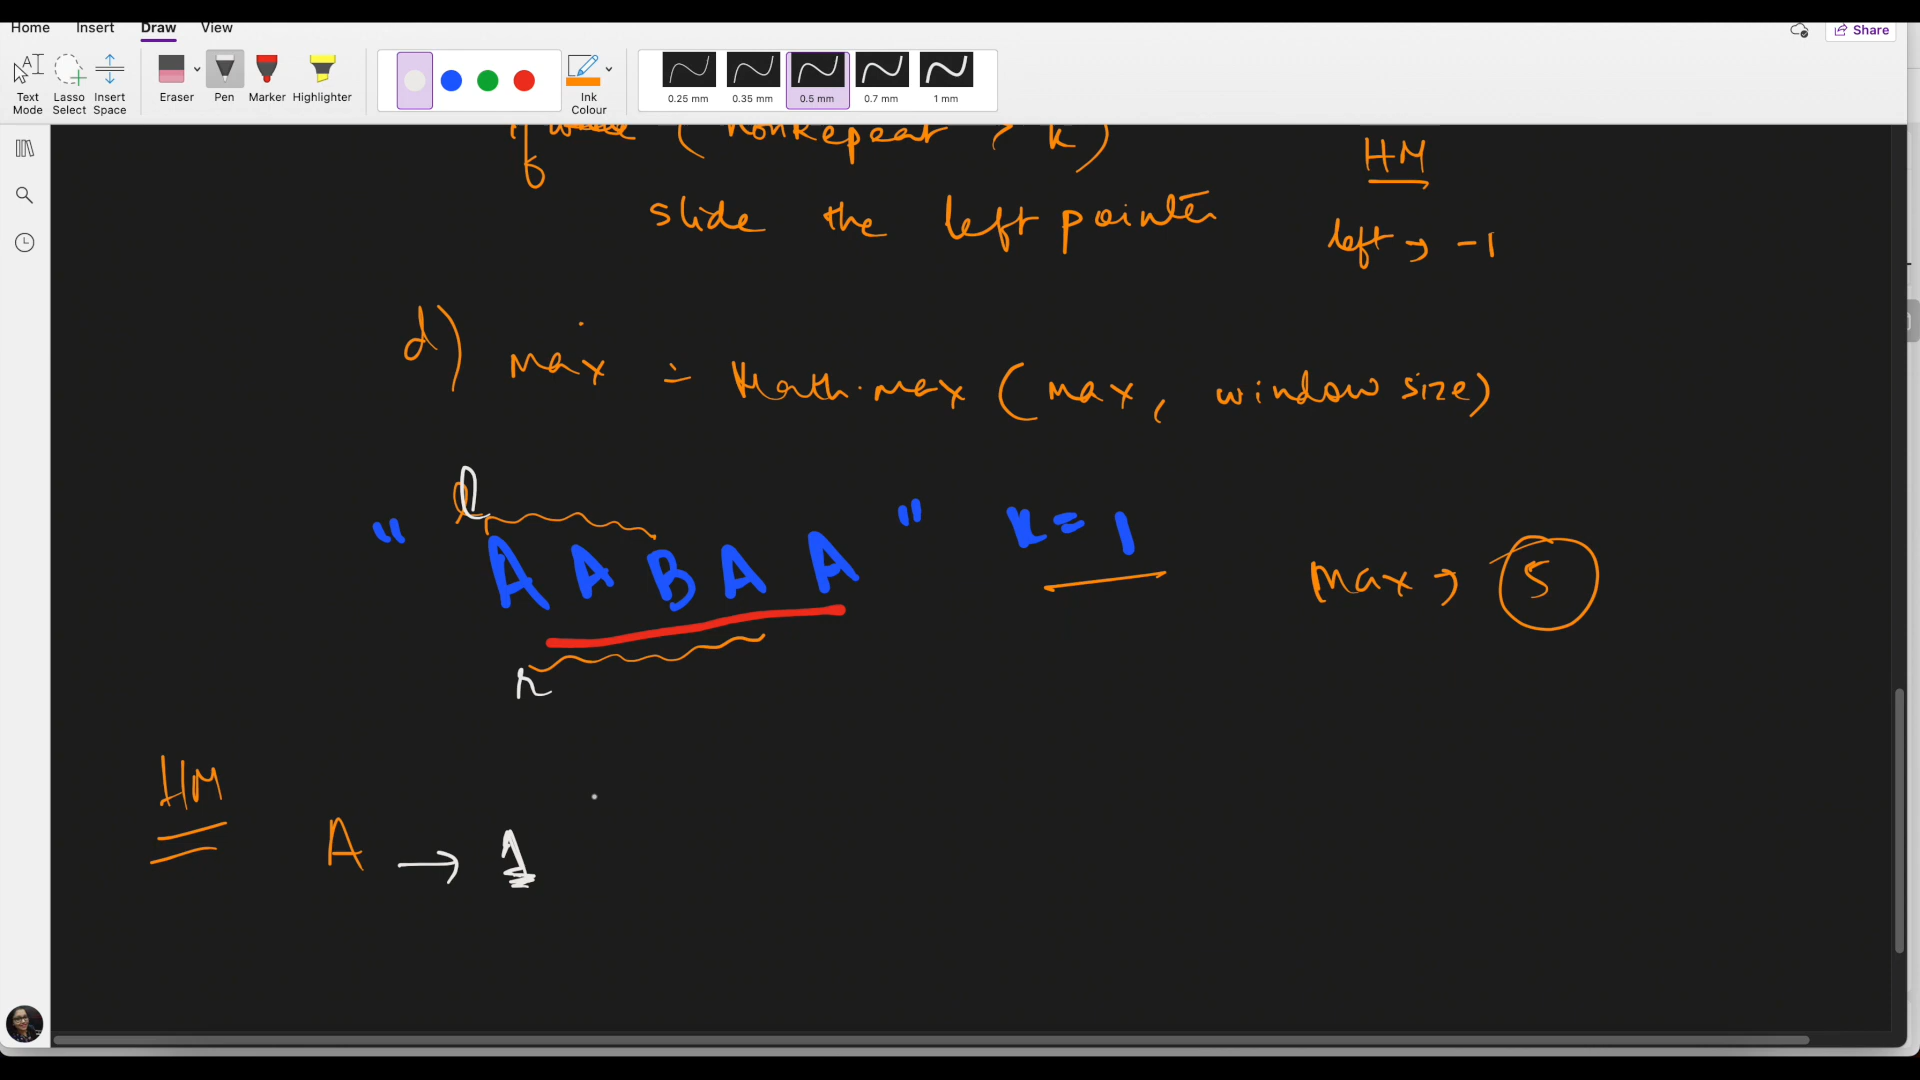 Home Insert Draw View Share
Text Mode Lasso Select Insert Space Eraser Pen Marker Highlighter Ink Colour 0.25 mm 0.35 mm 0.5 mm 0.7 mm 1 mm
if (nonRepeat > k)
HM
slide the left pointer
left → -1
d) max = Math.max (max, window size)
l
" A A B A A " k = 1
max → 5
r
HM
A → 1